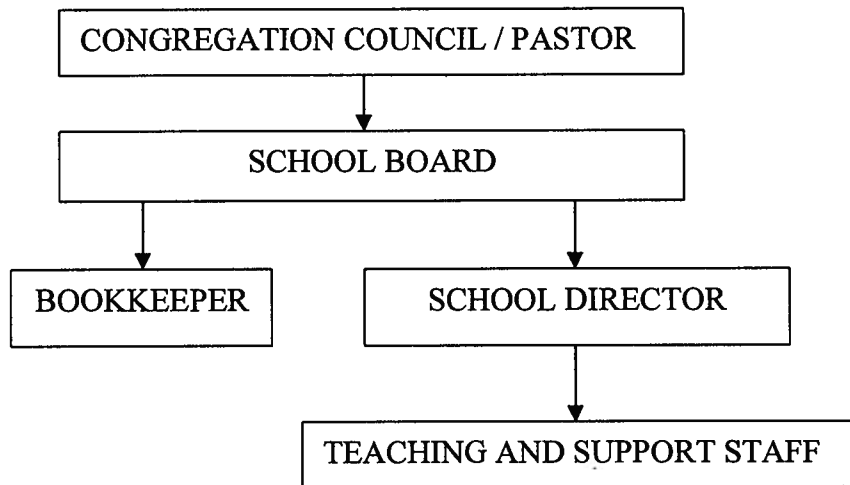 CONGREGATION COUNCIL / PASTOR
SCHOOL BOARD
BOOKKEEPER
SCHOOL DIRECTOR
TEACHING AND SUPPORT STAFF